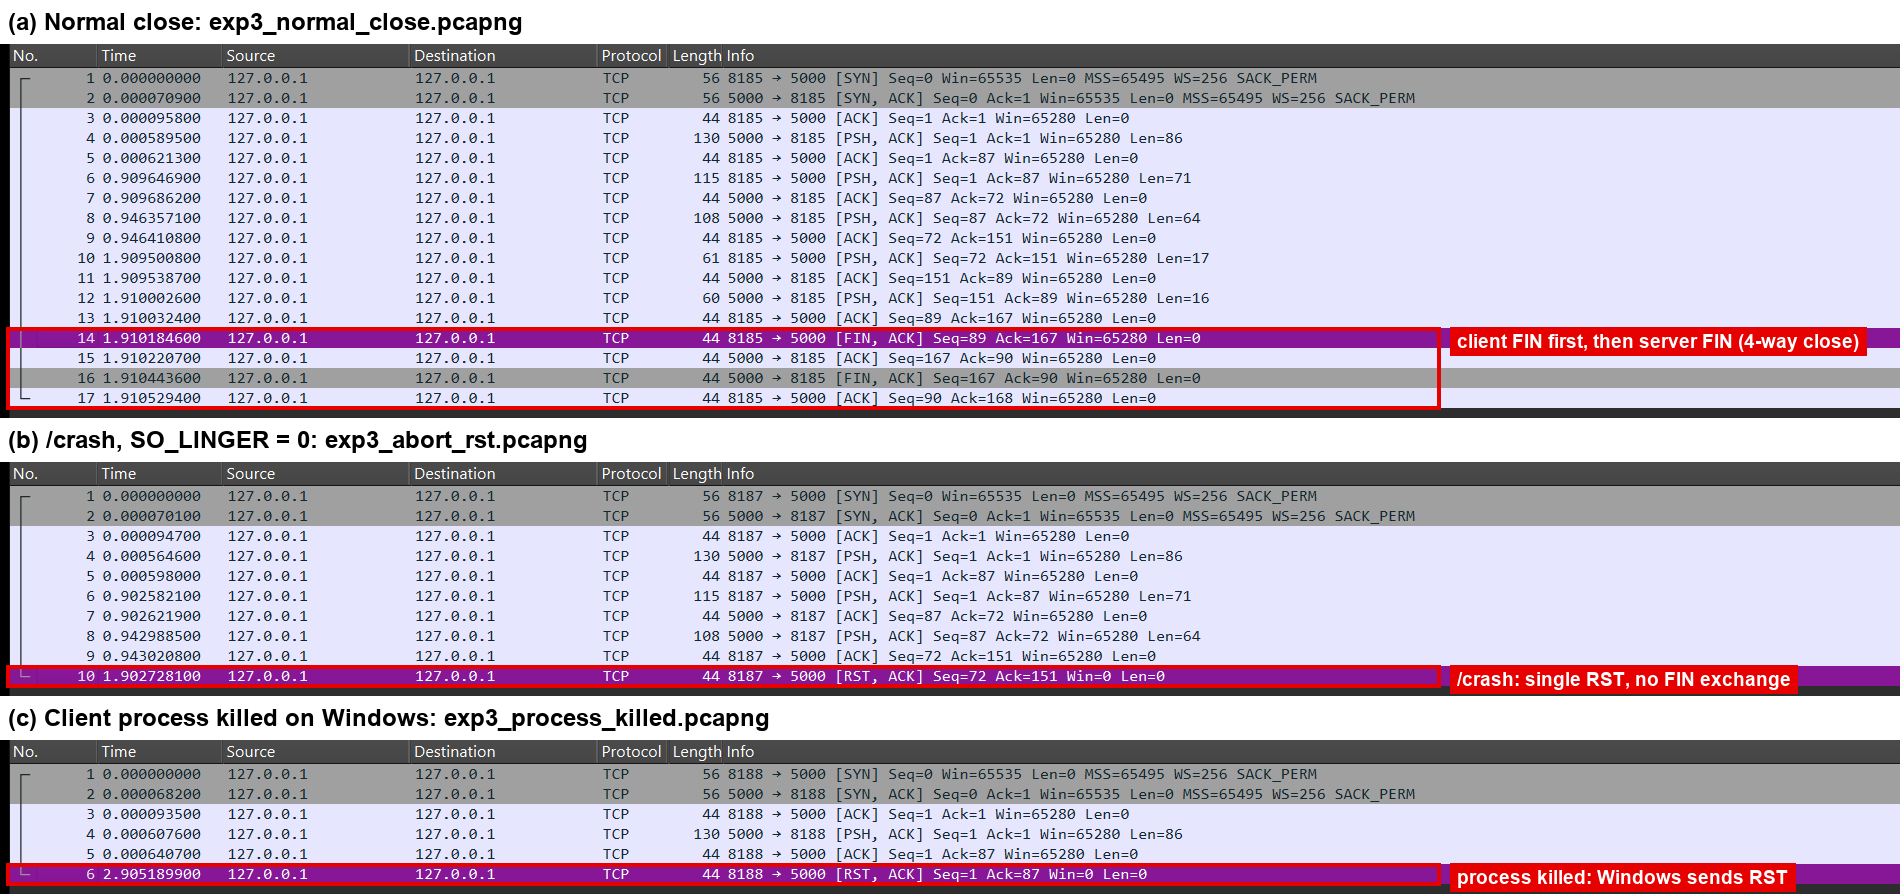 (a) Normal close: exp3_normal_close.pcapng
No. Time Source Destination Protocol Length Info
1 0.000000000 127.0.0.1 127.0.0.1 TCP 56 8185 → 5000 [SYN] Seq=0 Win=65535 Len=0 MSS=65495 WS=256 SACK_PERM
2 0.000070900 127.0.0.1 127.0.0.1 TCP 56 5000 → 8185 [SYN, ACK] Seq=0 Ack=1 Win=65535 Len=0 MSS=65495 WS=256 SACK_PERM
3 0.000095800 127.0.0.1 127.0.0.1 TCP 44 8185 → 5000 [ACK] Seq=1 Ack=1 Win=65280 Len=0
4 0.000589500 127.0.0.1 127.0.0.1 TCP 130 5000 → 8185 [PSH, ACK] Seq=1 Ack=1 Win=65280 Len=86
5 0.000621300 127.0.0.1 127.0.0.1 TCP 44 8185 → 5000 [ACK] Seq=1 Ack=87 Win=65280 Len=0
6 0.909646900 127.0.0.1 127.0.0.1 TCP 115 8185 → 5000 [PSH, ACK] Seq=1 Ack=87 Win=65280 Len=71
7 0.909686200 127.0.0.1 127.0.0.1 TCP 44 5000 → 8185 [ACK] Seq=87 Ack=72 Win=65280 Len=0
8 0.946357100 127.0.0.1 127.0.0.1 TCP 108 5000 → 8185 [PSH, ACK] Seq=87 Ack=72 Win=65280 Len=64
9 0.946410800 127.0.0.1 127.0.0.1 TCP 44 8185 → 5000 [ACK] Seq=72 Ack=151 Win=65280 Len=0
10 1.909500800 127.0.0.1 127.0.0.1 TCP 61 8185 → 5000 [PSH, ACK] Seq=72 Ack=151 Win=65280 Len=17
11 1.909538700 127.0.0.1 127.0.0.1 TCP 44 5000 → 8185 [ACK] Seq=151 Ack=89 Win=65280 Len=0
12 1.910002600 127.0.0.1 127.0.0.1 TCP 60 5000 → 8185 [PSH, ACK] Seq=151 Ack=89 Win=65280 Len=16
13 1.910032400 127.0.0.1 127.0.0.1 TCP 44 8185 → 5000 [ACK] Seq=89 Ack=167 Win=65280 Len=0
14 1.910184600 127.0.0.1 127.0.0.1 TCP 44 8185 → 5000 [FIN, ACK] Seq=89 Ack=167 Win=65280 Len=0 client FIN first, then server FIN (4-way close)
15 1.910220700 127.0.0.1 127.0.0.1 TCP 44 5000 → 8185 [ACK] Seq=167 Ack=90 Win=65280 Len=0
16 1.910443600 127.0.0.1 127.0.0.1 TCP 44 5000 → 8185 [FIN, ACK] Seq=167 Ack=90 Win=65280 Len=0
17 1.910529400 127.0.0.1 127.0.0.1 TCP 44 8185 → 5000 [ACK] Seq=90 Ack=168 Win=65280 Len=0
(b) /crash, SO_LINGER = 0: exp3_abort_rst.pcapng
No. Time Source Destination Protocol Length Info
1 0.000000000 127.0.0.1 127.0.0.1 TCP 56 8187 → 5000 [SYN] Seq=0 Win=65535 Len=0 MSS=65495 WS=256 SACK_PERM
2 0.000070100 127.0.0.1 127.0.0.1 TCP 56 5000 → 8187 [SYN, ACK] Seq=0 Ack=1 Win=65535 Len=0 MSS=65495 WS=256 SACK_PERM
3 0.000094700 127.0.0.1 127.0.0.1 TCP 44 8187 → 5000 [ACK] Seq=1 Ack=1 Win=65280 Len=0
4 0.000564600 127.0.0.1 127.0.0.1 TCP 130 5000 → 8187 [PSH, ACK] Seq=1 Ack=1 Win=65280 Len=86
5 0.000598000 127.0.0.1 127.0.0.1 TCP 44 8187 → 5000 [ACK] Seq=1 Ack=87 Win=65280 Len=0
6 0.902582100 127.0.0.1 127.0.0.1 TCP 115 8187 → 5000 [PSH, ACK] Seq=1 Ack=87 Win=65280 Len=71
7 0.902621900 127.0.0.1 127.0.0.1 TCP 44 5000 → 8187 [ACK] Seq=87 Ack=72 Win=65280 Len=0
8 0.942988500 127.0.0.1 127.0.0.1 TCP 108 5000 → 8187 [PSH, ACK] Seq=87 Ack=72 Win=65280 Len=64
9 0.943020800 127.0.0.1 127.0.0.1 TCP 44 8187 → 5000 [ACK] Seq=72 Ack=151 Win=65280 Len=0
10 1.902728100 127.0.0.1 127.0.0.1 TCP 44 8187 → 5000 [RST, ACK] Seq=72 Ack=151 Win=0 Len=0 /crash: single RST, no FIN exchange
(c) Client process killed on Windows: exp3_process_killed.pcapng
No. Time Source Destination Protocol Length Info
1 0.000000000 127.0.0.1 127.0.0.1 TCP 56 8188 → 5000 [SYN] Seq=0 Win=65535 Len=0 MSS=65495 WS=256 SACK_PERM
2 0.000068200 127.0.0.1 127.0.0.1 TCP 56 5000 → 8188 [SYN, ACK] Seq=0 Ack=1 Win=65535 Len=0 MSS=65495 WS=256 SACK_PERM
3 0.000093500 127.0.0.1 127.0.0.1 TCP 44 8188 → 5000 [ACK] Seq=1 Ack=1 Win=65280 Len=0
4 0.000607600 127.0.0.1 127.0.0.1 TCP 130 5000 → 8188 [PSH, ACK] Seq=1 Ack=1 Win=65280 Len=86
5 0.000640700 127.0.0.1 127.0.0.1 TCP 44 8188 → 5000 [ACK] Seq=1 Ack=87 Win=65280 Len=0
6 2.905189900 127.0.0.1 127.0.0.1 TCP 44 8188 → 5000 [RST, ACK] Seq=1 Ack=87 Win=0 Len=0 process killed: Windows sends RST